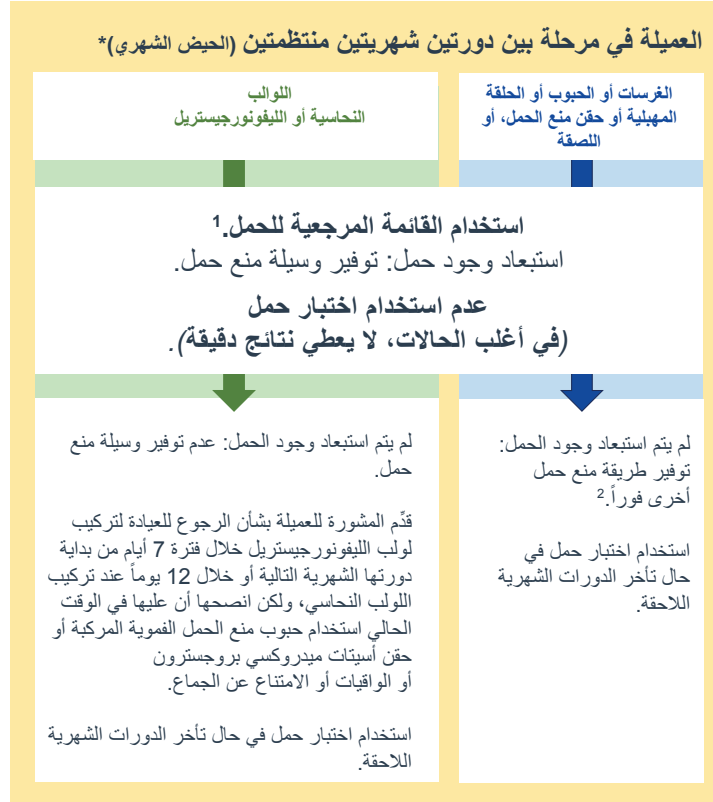 العميلة في مرحلة بين دورتين شهريتين منتظمتين (الحيض الشهري)*
الغرسات أو الحبوب أو الحلقة
المهبلية أو حقن منع الحمل، أو
اللصقة
اللوالب
النحاسية أو الليفونورجيستريل
استخدام القائمة المرجعية للحمل.¹
استبعاد وجود حمل: توفير وسيلة منع حمل.
عدم استخدام اختبار حمل
(في أغلب الحالات، لا يعطي نتائج دقيقة).
لم يتم استبعاد وجود الحمل:
توفير طريقة منع حمل
أخرى فوراً.²
استخدام اختبار حمل في
حال تأخر الدورات الشهرية
اللاحقة.
لم يتم استبعاد وجود الحمل: عدم توفير وسيلة منع
حمل.
قدِّم المشورة للعميلة بشأن الرجوع للعيادة لتركيب
لولب الليفونورجيستريل خلال فترة 7 أيام من بداية
دورتها الشهرية التالية أو خلال 12 يوماً عند تركيب
اللولب النحاسي، ولكن انصحها أن عليها في الوقت
الحالي استخدام حبوب منع الحمل الفموية المركبة أو
حقن أسيتات ميدروكسي بروجسترون
أو الواقيات أو الامتناع عن الجماع.
استخدام اختبار حمل في حال تأخر الدورات الشهرية
اللاحقة.